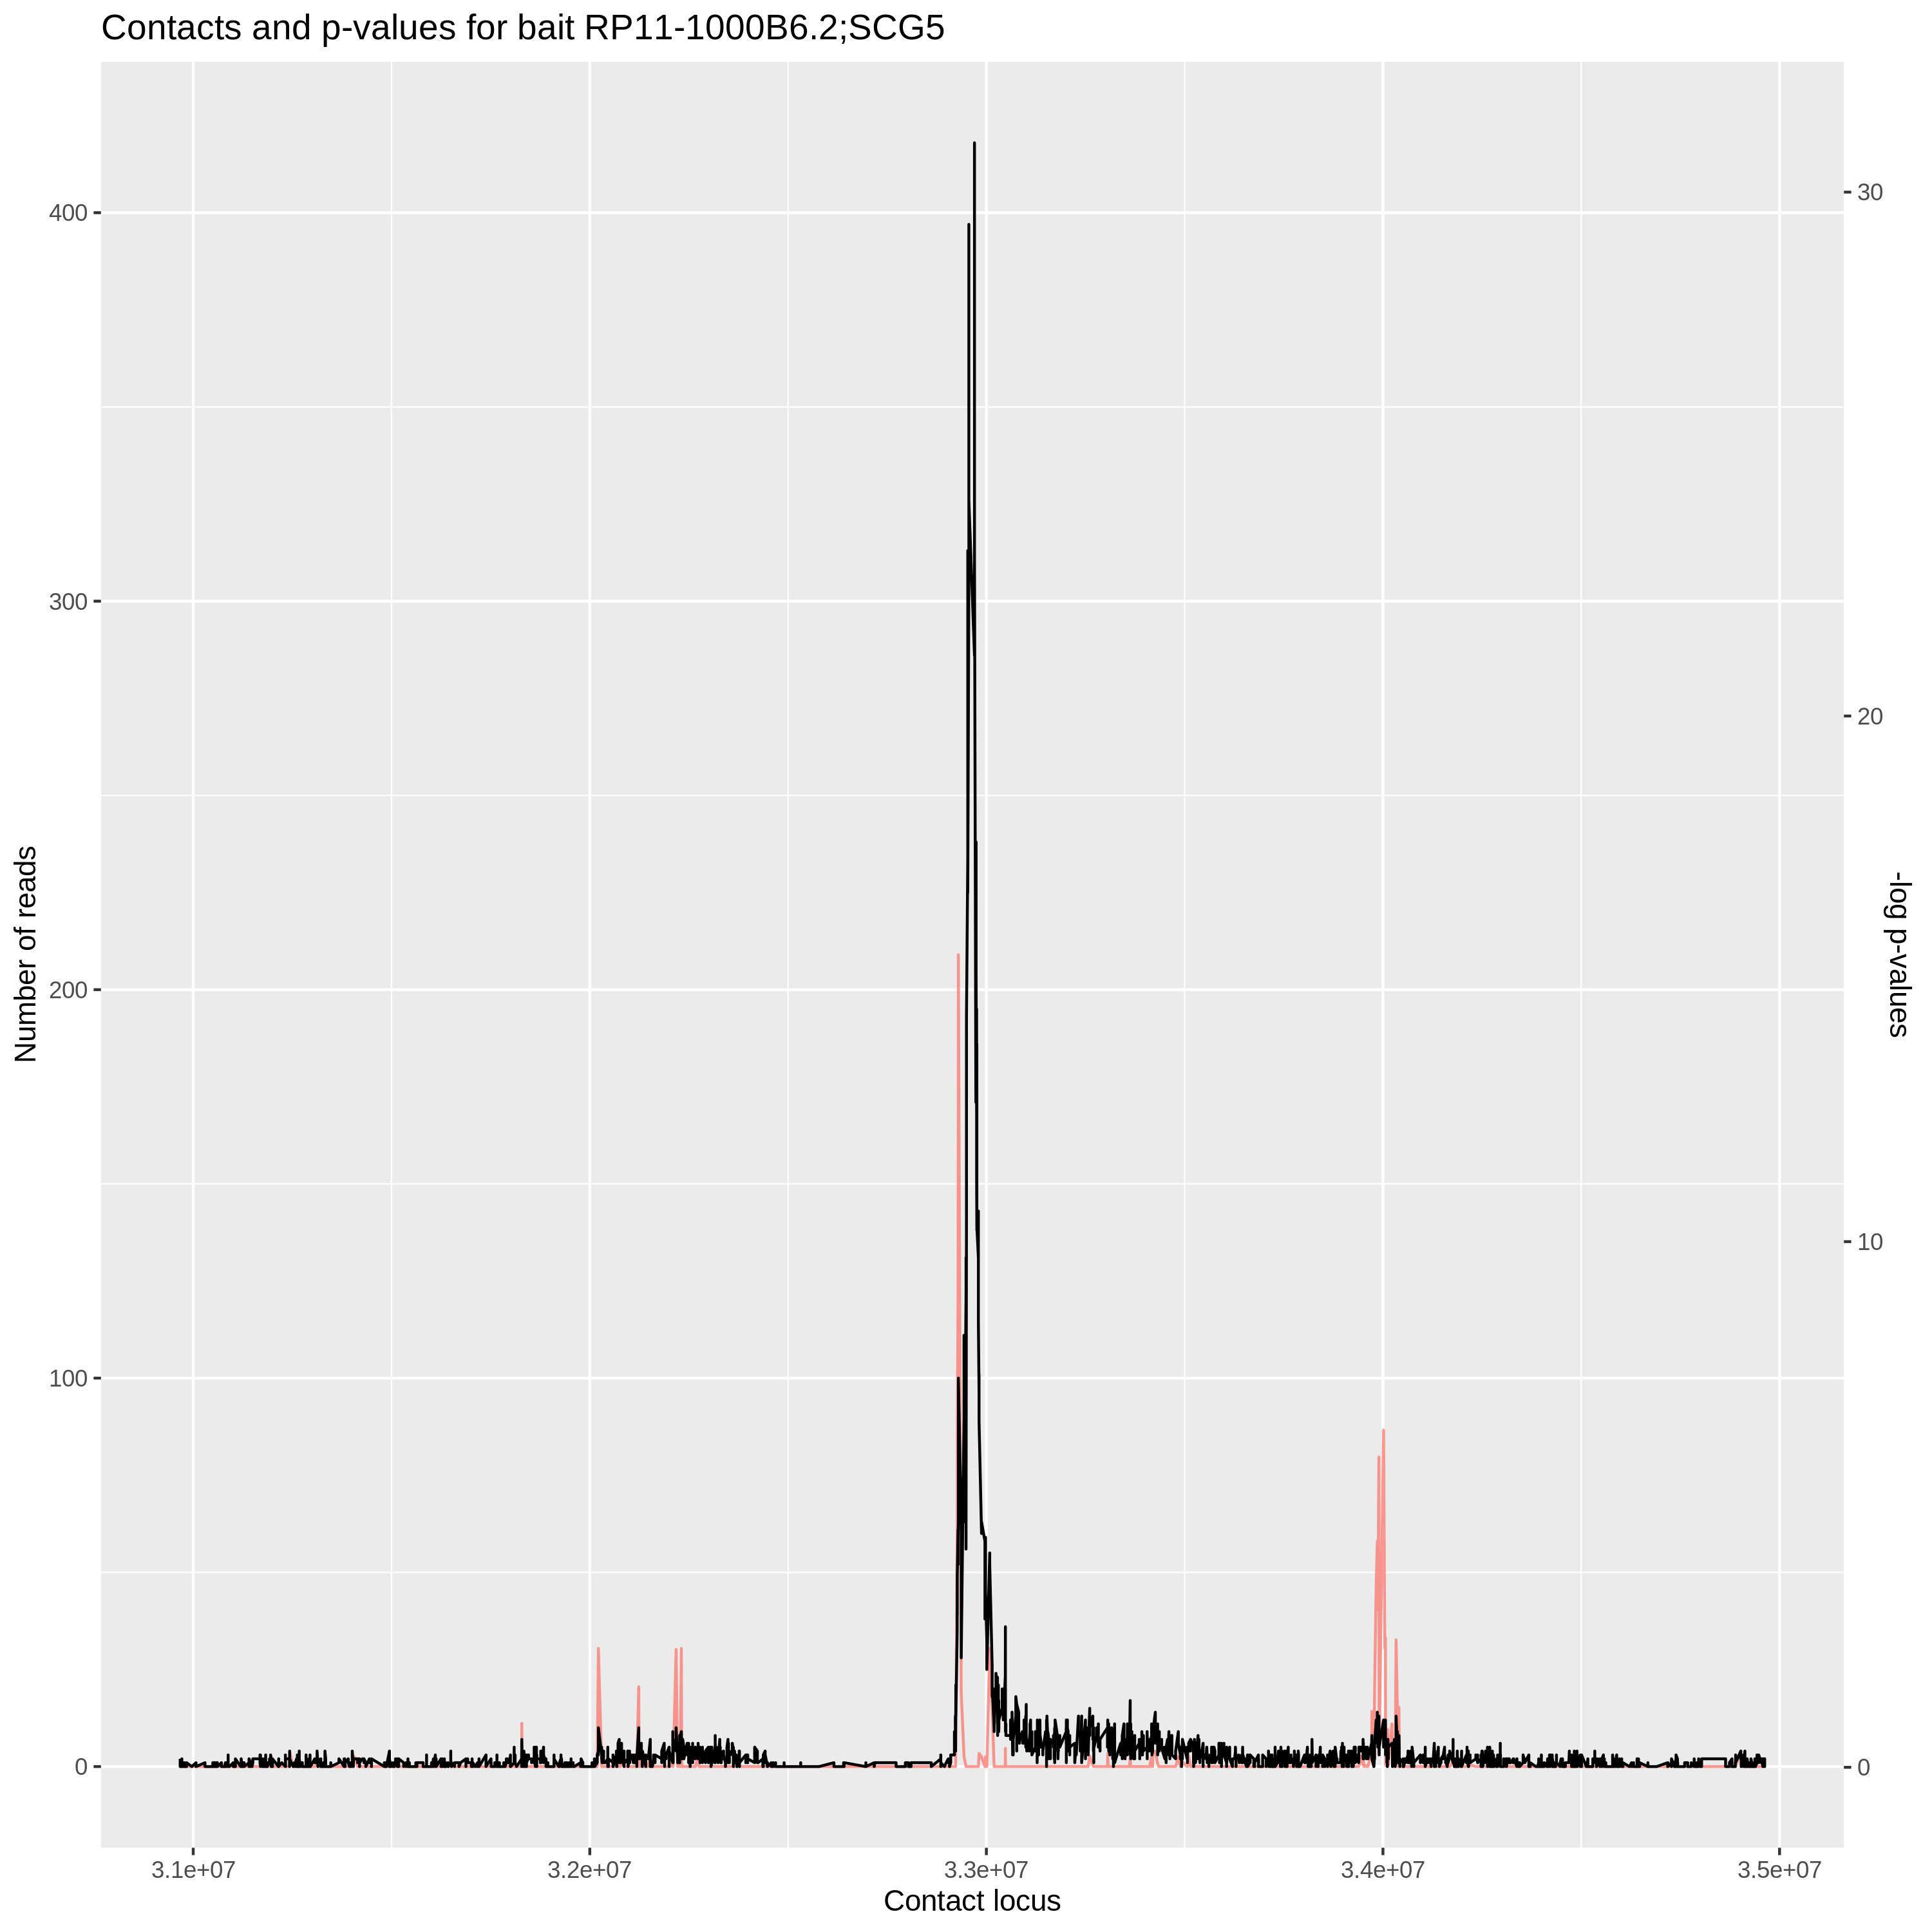 Contacts and p-values for bait RP11-1000B6.2;SCG5
400
300
200
100
0
30
20
10
0
Number of reads
-log p-values
3.1e+07 3.2e+07 3.3e+07 3.4e+07 3.5e+07
Contact locus